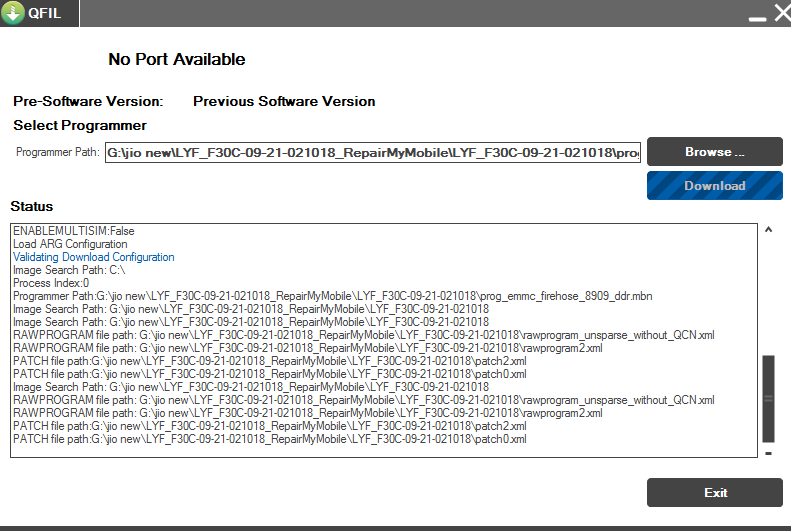 QFIL
No Port Available
Pre-Software Version: Previous Software Version
Select Programmer
Programmer Path: G:\jio new\LYF_F30C-09-21-021018_RepairMyMobile\LYF_F30C-09-21-021018\prog
Browse ...
Download
Status
ENABLEMULTISIM:False
Load ARG Configuration
Validating Download Configuration
Image Search Path: C:\
Process Index:0
Programmer Path:G:\jio new\LYF_F30C-09-21-021018_RepairMyMobile\LYF_F30C-09-21-021018\prog_emmc_firehose_8909_ddr.mbn
Image Search Path: G:\jio new\LYF_F30C-09-21-021018_RepairMyMobile\LYF_F30C-09-21-021018
Image Search Path: G:\jio new\LYF_F30C-09-21-021018_RepairMyMobile\LYF_F30C-09-21-021018
RAWPROGRAM file path: G:\jio new\LYF_F30C-09-21-021018_RepairMyMobile\LYF_F30C-09-21-021018\rawprogram_unsparse_without_QCN.xml
RAWPROGRAM file path: G:\jio new\LYF_F30C-09-21-021018_RepairMyMobile\LYF_F30C-09-21-021018\rawprogram2.xml
PATCH file path:G:\jio new\LYF_F30C-09-21-021018_RepairMyMobile\LYF_F30C-09-21-021018\patch2.xml
PATCH file path:G:\jio new\LYF_F30C-09-21-021018_RepairMyMobile\LYF_F30C-09-21-021018\patch0.xml
Image Search Path: G:\jio new\LYF_F30C-09-21-021018_RepairMyMobile\LYF_F30C-09-21-021018
RAWPROGRAM file path: G:\jio new\LYF_F30C-09-21-021018_RepairMyMobile\LYF_F30C-09-21-021018\rawprogram_unsparse_without_QCN.xml
RAWPROGRAM file path: G:\jio new\LYF_F30C-09-21-021018_RepairMyMobile\LYF_F30C-09-21-021018\rawprogram2.xml
PATCH file path:G:\jio new\LYF_F30C-09-21-021018_RepairMyMobile\LYF_F30C-09-21-021018\patch2.xml
PATCH file path:G:\jio new\LYF_F30C-09-21-021018_RepairMyMobile\LYF_F30C-09-21-021018\patch0.xml
Exit